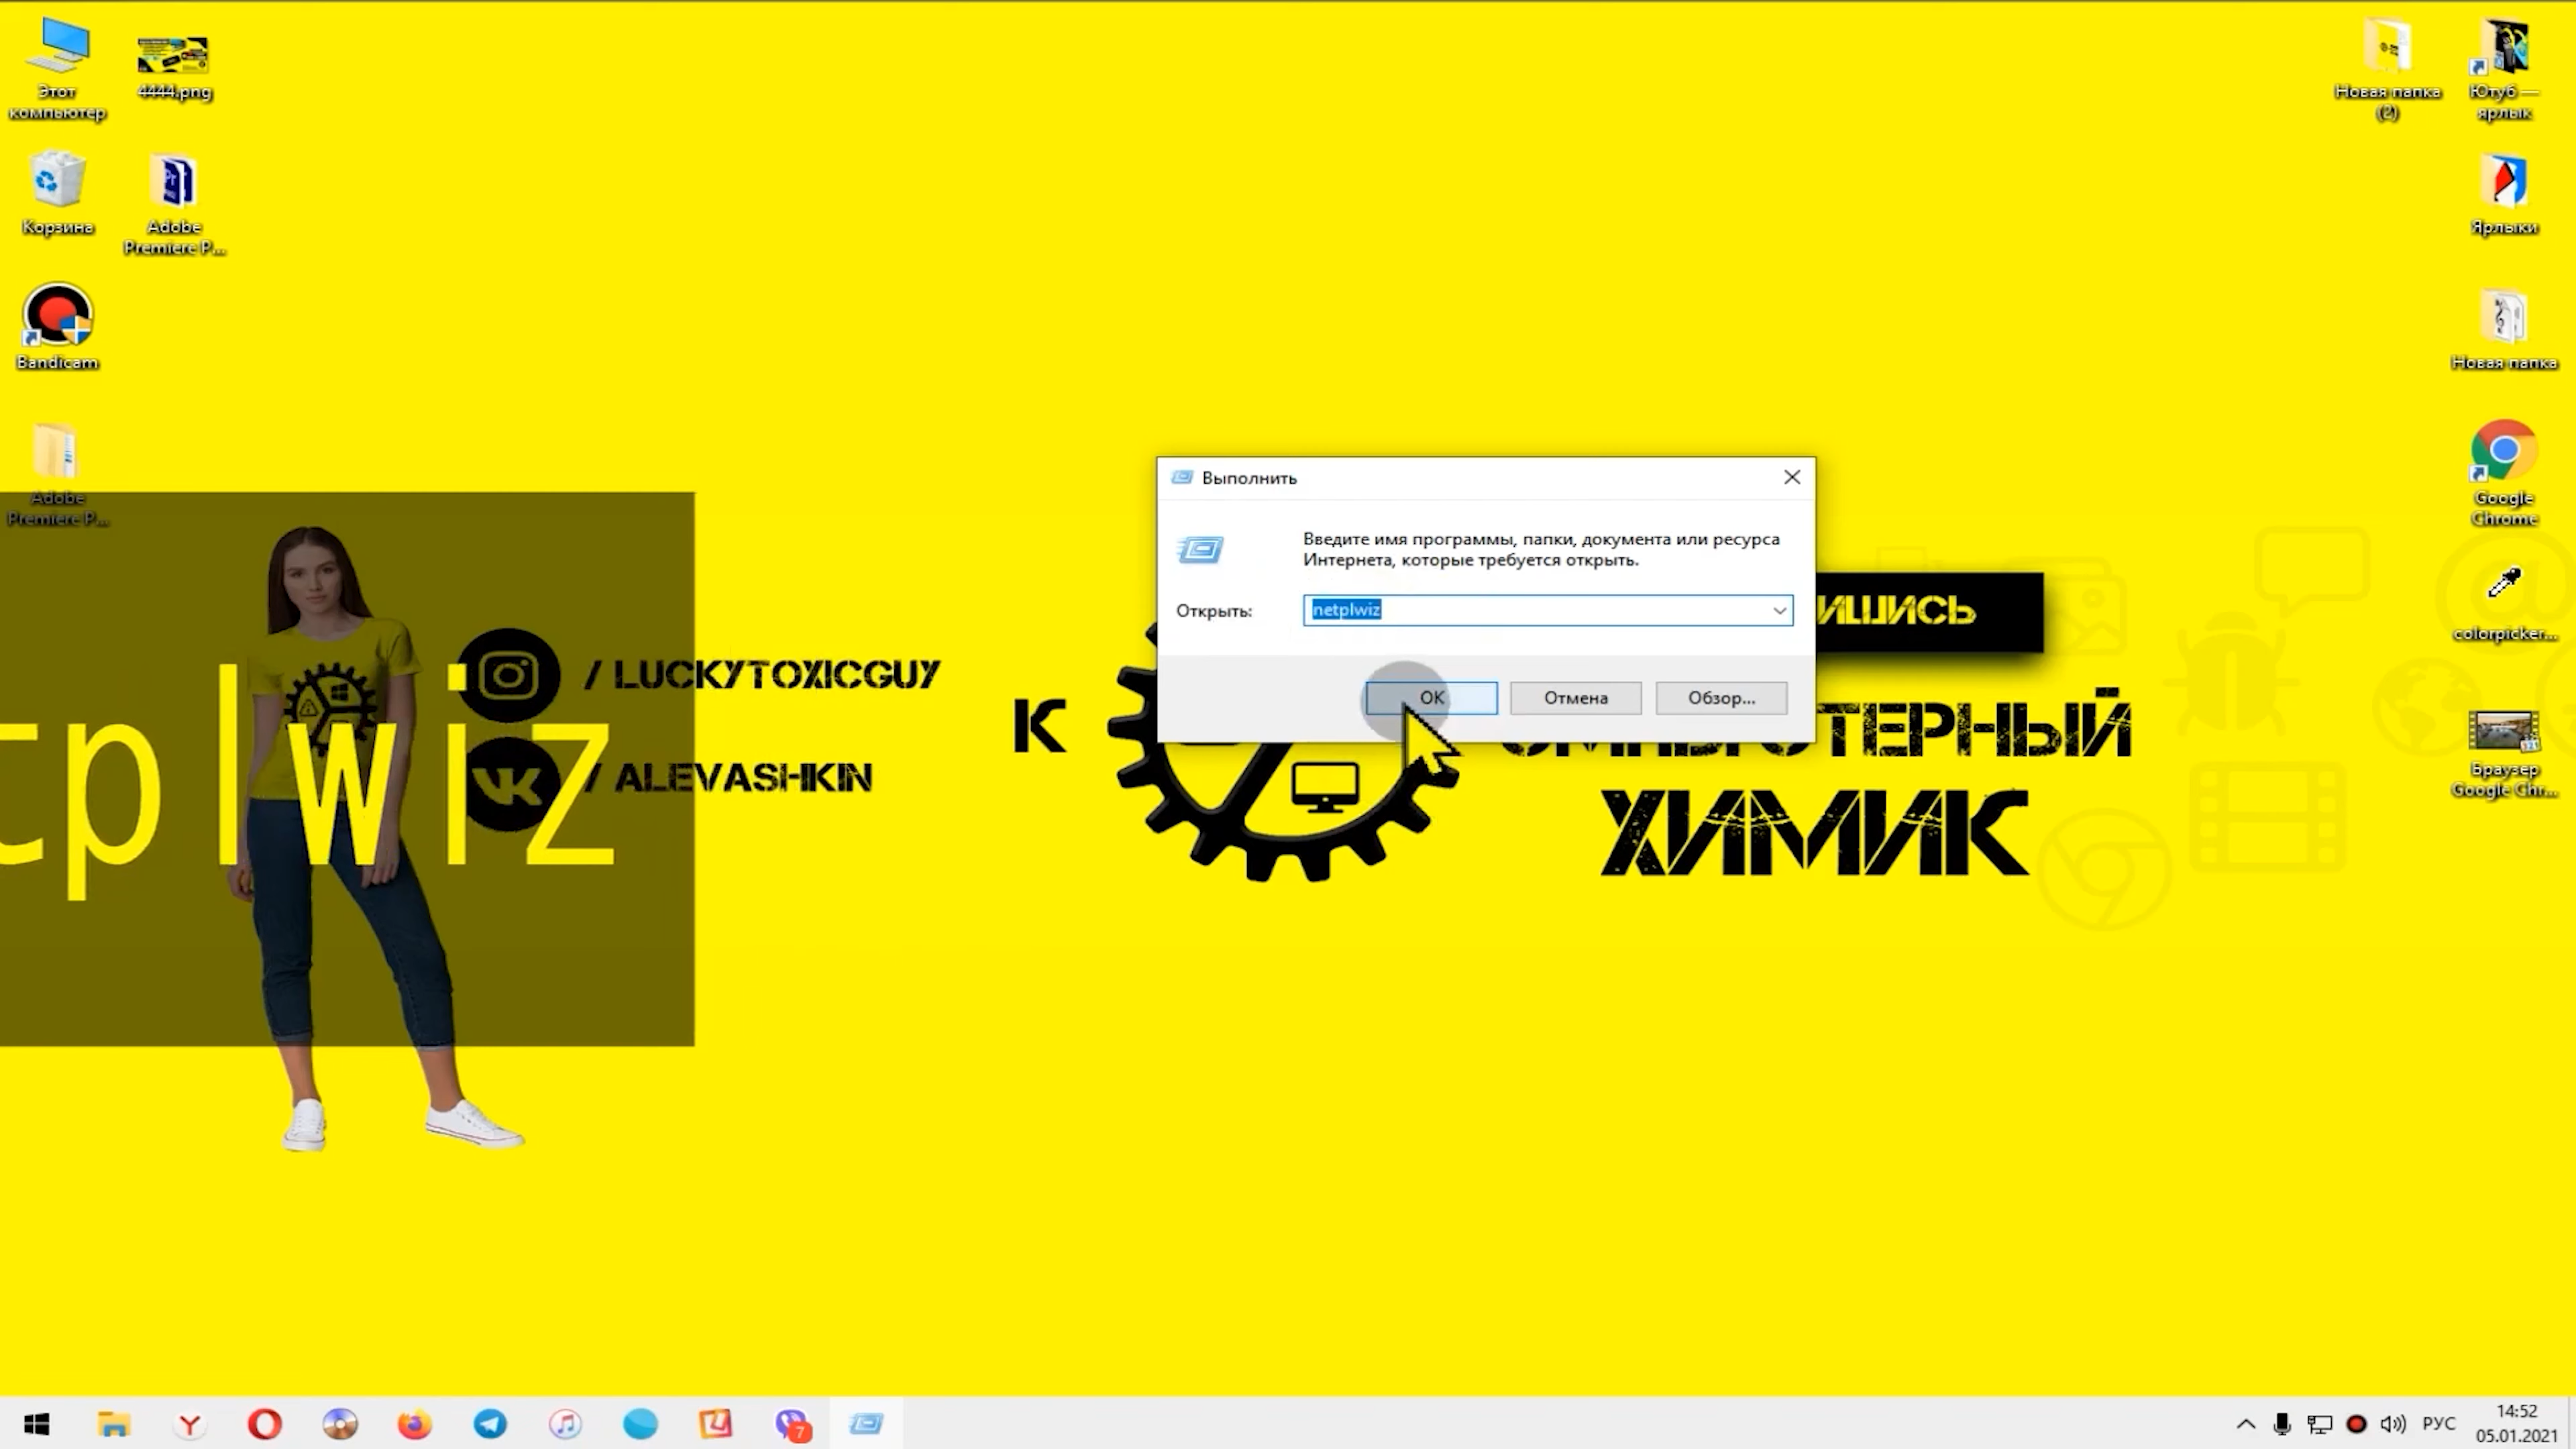 Этот
компьютер
4444.png
Новая папка
(2)
Ютуб —
ярлык
Корзина
Adobe
Premiere P...
Ярлыки
Bandicam
Новая папка
Adobe
Premiere P...
Google
Chrome
colorpicker...
Браузер
Google Chr...
Выполнить
Введите имя программы, папки, документа или ресурса
Интернета, которые требуется открыть.
Открыть:
netplwiz
OK
Отмена
Обзор...
ИШИСЬ
/ LUCKYTOXICGUY
/ ALEVASHKIN
tplwiz
К
ОМПЬЮТЕРНЫЙ
ХИМИК
7
РУС
14:52
05.01.2021